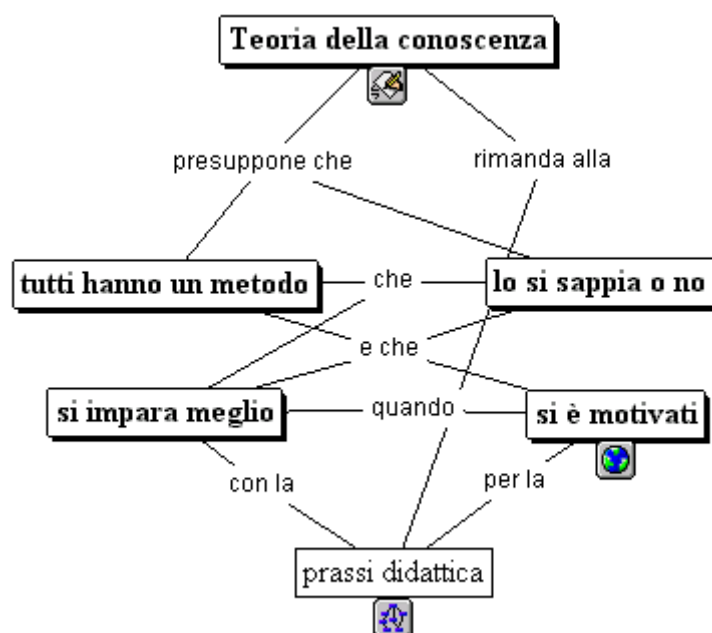 Teoria della conoscenza
presuppone che
rimanda alla
tutti hanno un metodo
che
lo si sappia o no
e che
si impara meglio
quando
si è motivati
con la
per la
prassi didattica